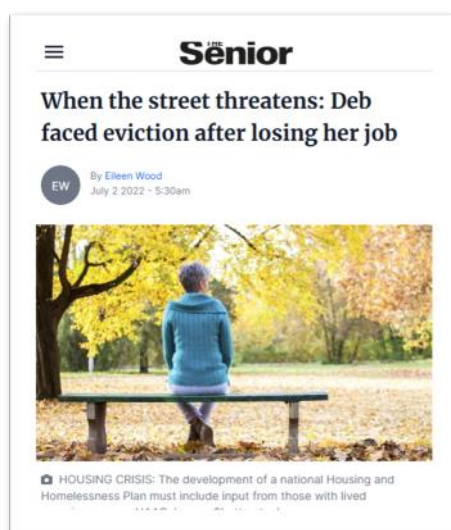 THE
Senior
When the street threatens: Deb
faced eviction after losing her job
EW
By Eileen Wood
July 2 2022 - 5:30am
HOUSING CRISIS: The development of a national Housing and
Homelessness Plan must include input from those with lived